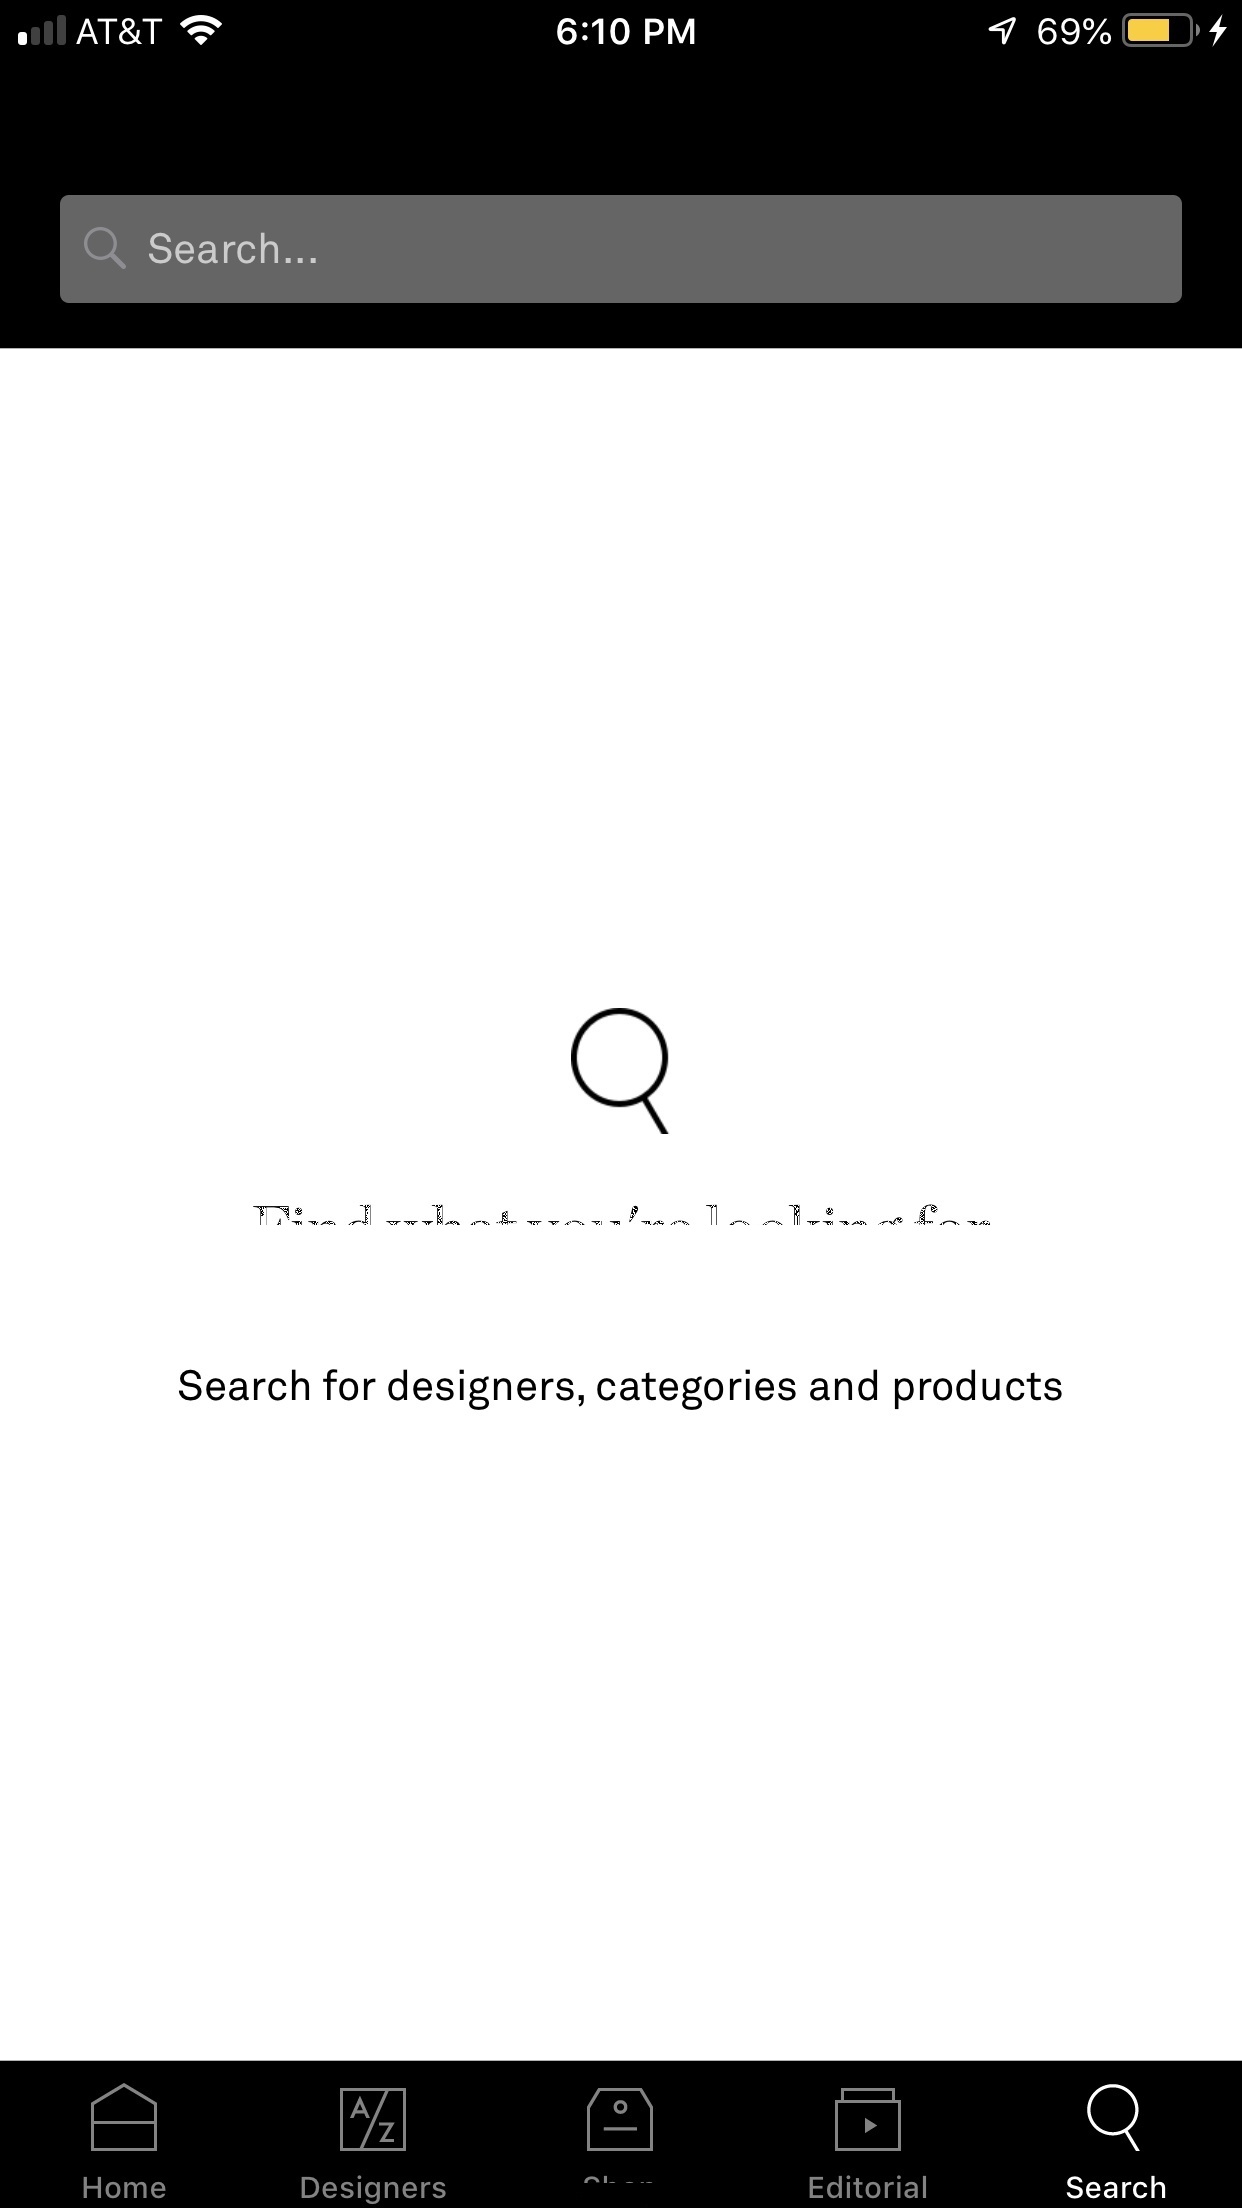 AT&T 6:10 PM 69%
Search...
Find what you're looking for
Search for designers, categories and products
A/Z
Home Designers Shop Editorial Search